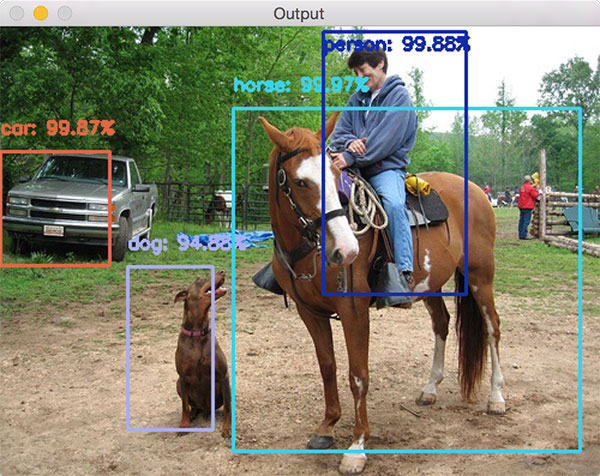 Output
person: 99.88%
horse: 99.97%
car: 99.87%
dog: 94.88%